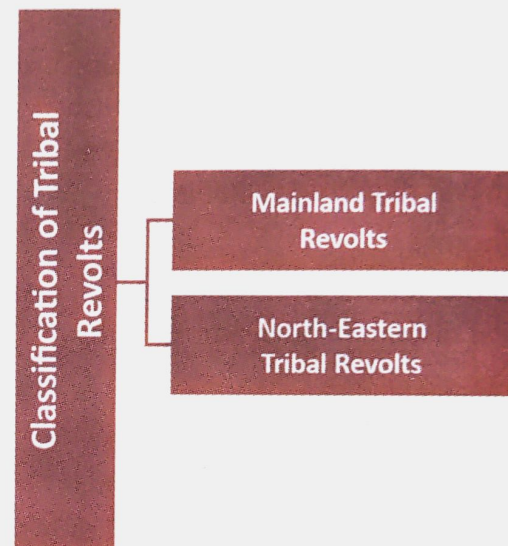 Classification of Tribal
Revolts
Mainland Tribal
Revolts
North-Eastern
Tribal Revolts